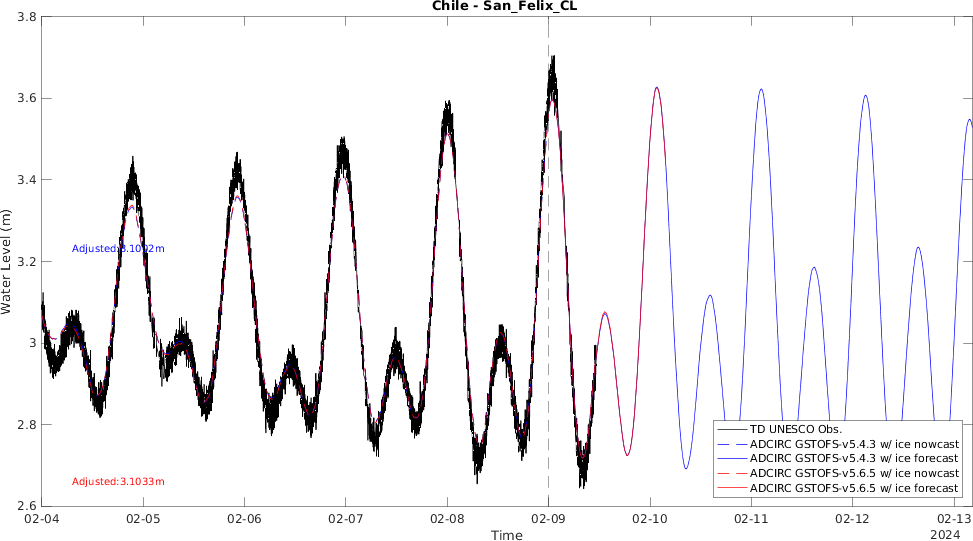 Chile - San_Felix_CL
3.8
3.6
3.4
3.2
3
2.8
2.6
Water Level (m)
Adjusted:3.1092m
Adjusted:3.1033m
TD UNESCO Obs.
ADCIRC GSTOFS-v5.4.3 w/ ice nowcast
ADCIRC GSTOFS-v5.4.3 w/ ice forecast
ADCIRC GSTOFS-v5.6.5 w/ ice nowcast
ADCIRC GSTOFS-v5.6.5 w/ ice forecast
02-04 02-05 02-06 02-07 02-08 02-09 02-10 02-11 02-12 02-13
Time
2024